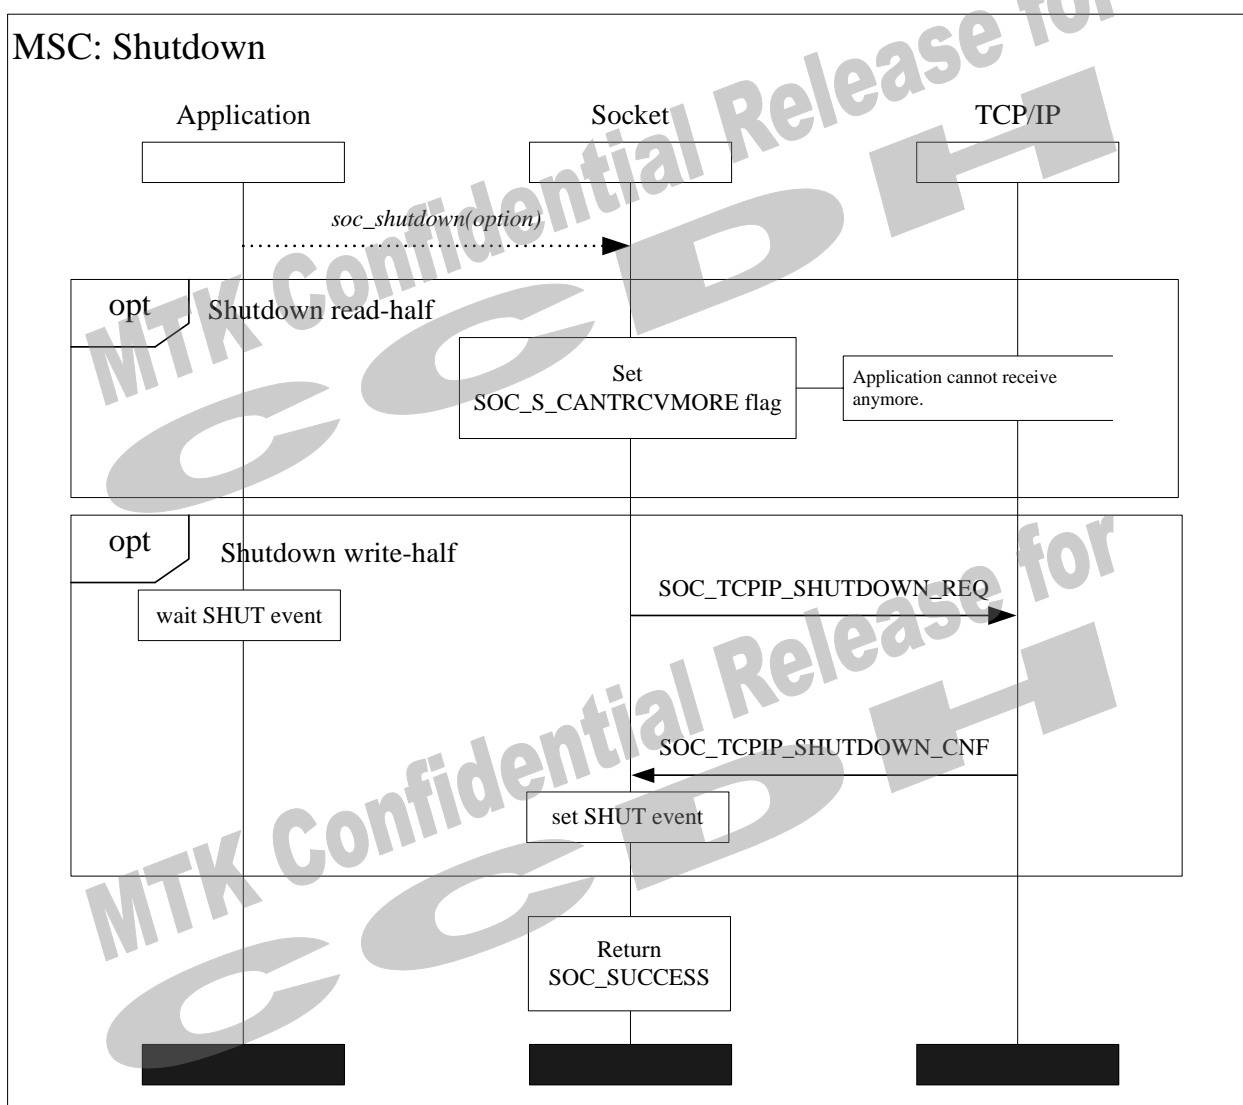 MSC: Shutdown
Application
Socket
TCP/IP
soc_shutdown(option)
opt
Shutdown read-half
Set
SOC_S_CANTRCVMORE flag
Application cannot receive
anymore.
opt
Shutdown write-half
wait SHUT event
SOC_TCPIP_SHUTDOWN_REQ
SOC_TCPIP_SHUTDOWN_CNF
set SHUT event
Return
SOC_SUCCESS
MTK Confidential Release for
CCDH
MTK Confidential Release for
CCDH